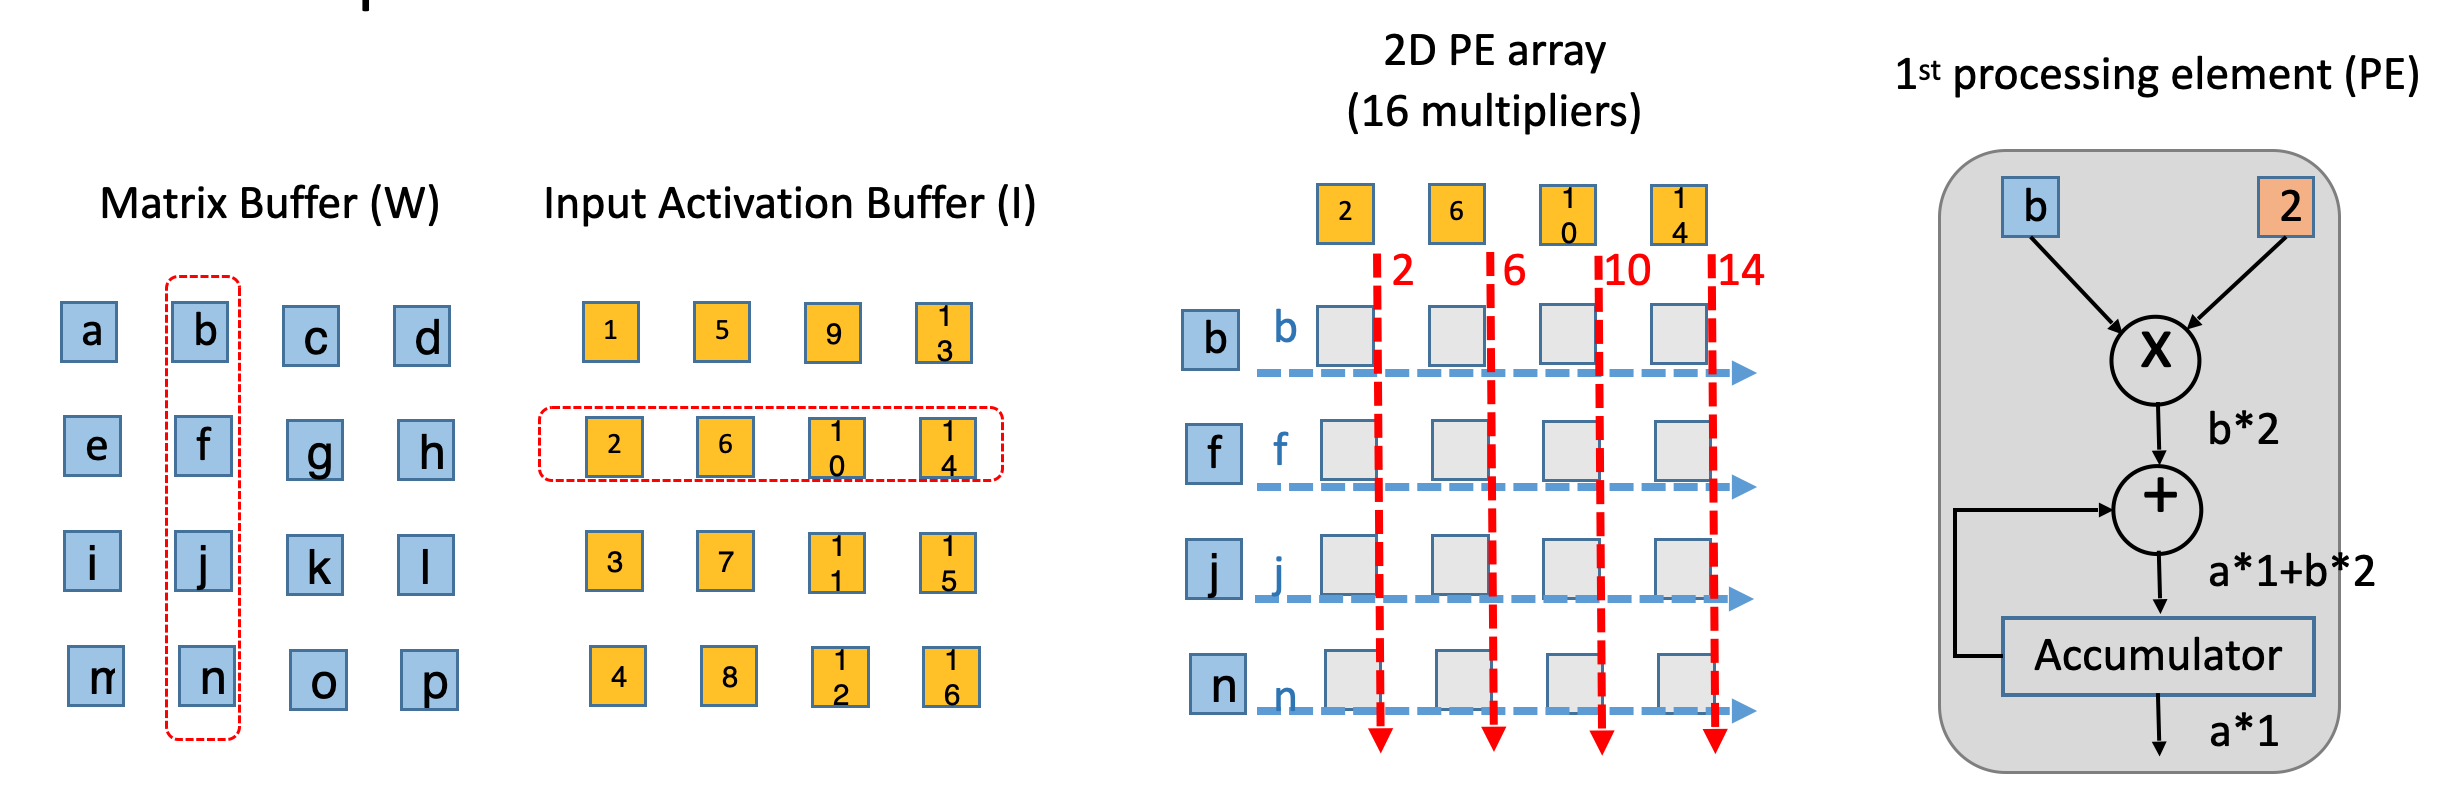 2D PE array
(16 multipliers)
1st processing element (PE)
Matrix Buffer (W)
Input Activation Buffer (I)
a b c d
e f g h
i j k l
m n o p
1 5 9 13
2 6 10 14
3 7 11 15
4 8 12 16
2 6 10 14
2 6 10 14
b b
f f
j j
n n
b 2
X
b*2
+
a*1+b*2
Accumulator
a*1